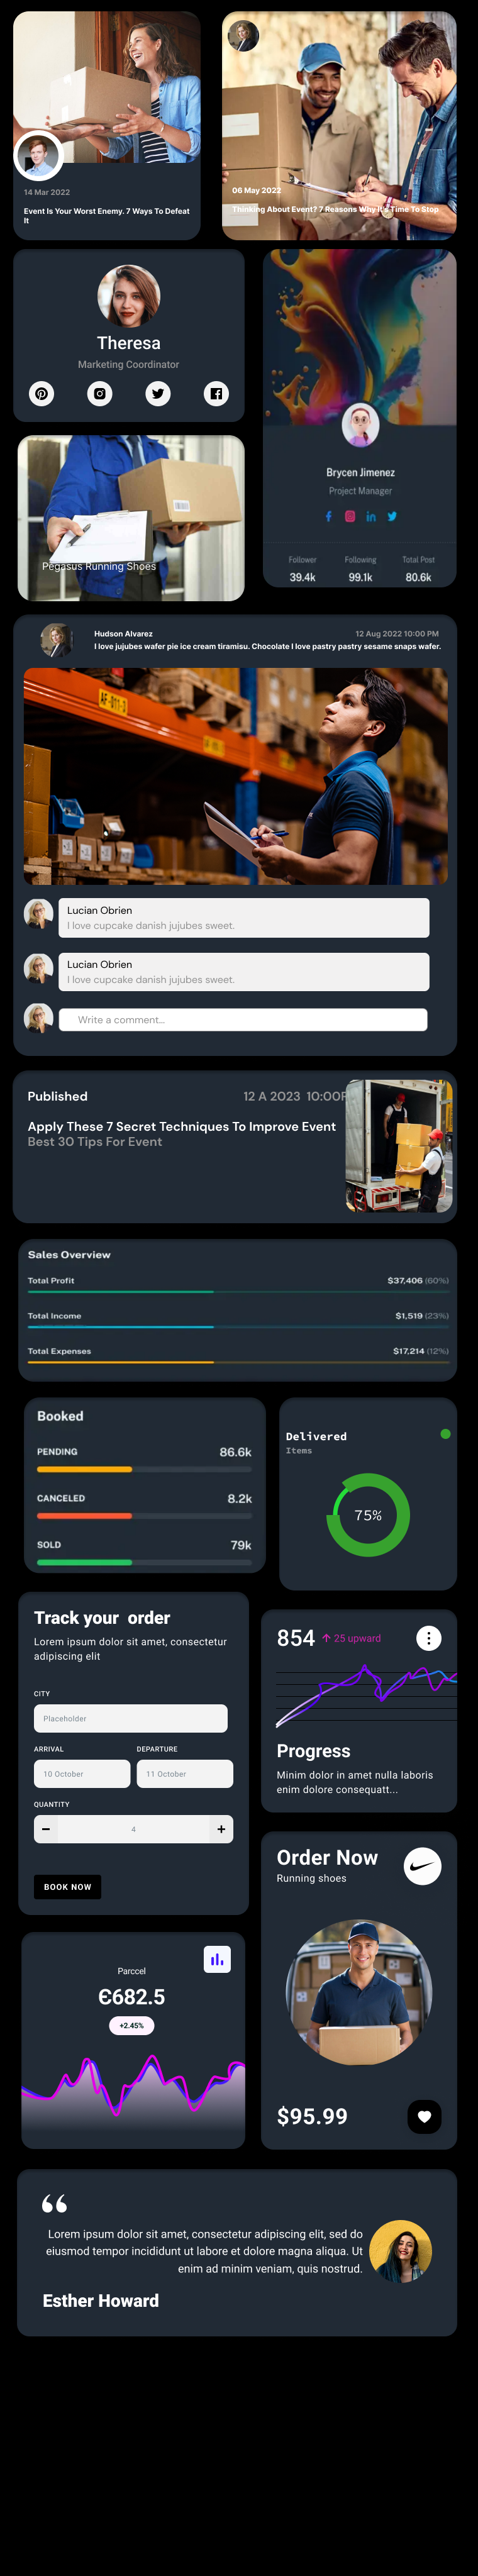 14 Mar 2022
Event Is Your Worst Enemy. 7 Ways To Defeat
It
06 May 2022
Thinking About Event? 7 Reasons Why It's Time To Stop
Theresa
Marketing Coordinator
Brycen Jimenez
Project Manager
Follower Following Total Post
39.4k 99.1k 80.6k
Pegasus Running Shoes
Hudson Alvarez 12 Aug 2022 10:00 PM
I love jujubes wafer pie ice cream tiramisu. Chocolate I love pastry pastry sesame snaps wafer.
AF-011-3
Lucian Obrien
I love cupcake danish jujubes sweet.
Lucian Obrien
I love cupcake danish jujubes sweet.
Write a comment...
Published 12 A 2023 10:00P
Apply These 7 Secret Techniques To Improve Event
Best 30 Tips For Event
Sales Overview
Total Profit $37,406 (60%)
Total Income $1,519 (23%)
Total Expenses $17,214 (12%)
Booked
PENDING 86.6k
CANCELED 8.2k
SOLD 79k
Delivered
Items
75%
Track your order
Lorem ipsum dolor sit amet, consectetur
adipiscing elit
CITY
Placeholder
ARRIVAL DEPARTURE
10 October 11 October
QUANTITY
4
BOOK NOW
854 25 upward
Progress
Minim dolor in amet nulla laboris
enim dolore consequatt...
Order Now
Running shoes
$95.99
Parccel
€682.5
+2.45%
“
Lorem ipsum dolor sit amet, consectetur adipiscing elit, sed do
eiusmod tempor incididunt ut labore et dolore magna aliqua. Ut
enim ad minim veniam, quis nostrud.
Esther Howard